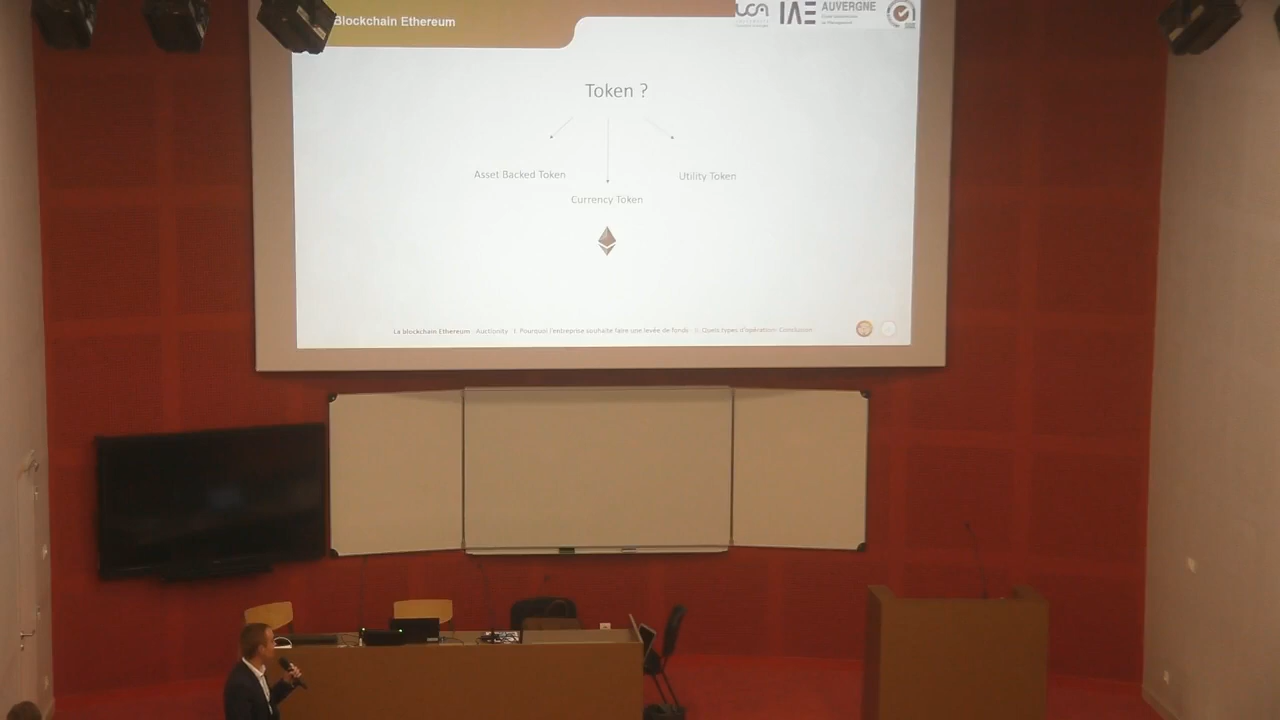 Blockchain Ethereum
uca
IAE
AUVERGNE
Token ?
Asset Backed Token
Utility Token
Currency Token
La blockchain Ethereum - Auctionity - I. Pourquoi l'entreprise souhaite faire une levée de fonds - II. Quels types d'opération- Conclusion